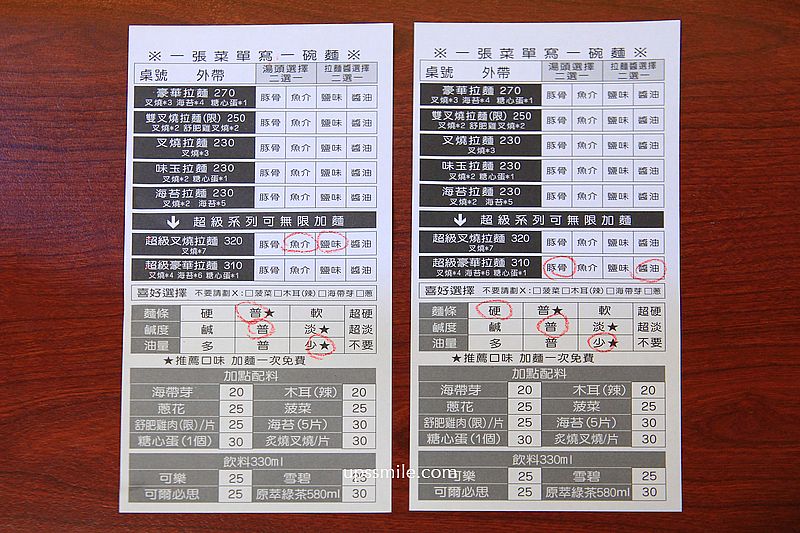 ※ 一 張 菜 單 寫 一 碗 麵 ※
桌號 外帶 湯頭選擇 二選一 拉麵醬選擇 二選一
豪華拉麵 270 豚骨 魚介 鹽味 醬油
叉燒*3 海苔*4 糖心蛋*1
雙叉燒拉麵(限) 250 豚骨 魚介 鹽味 醬油
叉燒*2 舒肥雞叉燒*2
叉燒拉麵 230 豚骨 魚介 鹽味 醬油
叉燒*3
味玉拉麵 230 豚骨 魚介 鹽味 醬油
叉燒*2 糖心蛋*1
海苔拉麵 230 豚骨 魚介 鹽味 醬油
叉燒*2 海苔*5
↓ 超級系列可無限加麵
超級叉燒拉麵 320 豚骨 魚介 鹽味 醬油
叉燒*7
超級豪華拉麵 310 豚骨 魚介 鹽味 醬油
叉燒*4 海苔*6 糖心蛋*1
喜好選擇 不要請劃X:□菠菜□木耳(辣)□海帶芽□蔥
麵條 硬 普★ 軟 超硬
鹹度 鹹 普 淡★ 超淡
油量 多 普 少★ 不要
★推薦口味 加麵一次免費
加點配料
海帶芽 20 木耳(辣) 20
蔥花 25 菠菜 25
舒肥雞肉(限)/片 25 海苔(5片) 30
糖心蛋(1個) 30 炙燒叉燒/片 30
飲料330ml
可樂 25 雪碧 25
可爾必思 25 原萃綠茶580ml 30
※ 一 張 菜 單 寫 一 碗 麵 ※
桌號 外帶 湯頭選擇 二選一 拉麵醬選擇 二選一
豪華拉麵 270 豚骨 魚介 鹽味 醬油
叉燒*3 海苔*4 糖心蛋*1
雙叉燒拉麵(限) 250 豚骨 魚介 鹽味 醬油
叉燒*2 舒肥雞叉燒*2
叉燒拉麵 230 豚骨 魚介 鹽味 醬油
叉燒*3
味玉拉麵 230 豚骨 魚介 鹽味 醬油
叉燒*2 糖心蛋*1
海苔拉麵 230 豚骨 魚介 鹽味 醬油
叉燒*2 海苔*5
↓ 超級系列可無限加麵
超級叉燒拉麵 320 豚骨 魚介 鹽味 醬油
叉燒*7
超級豪華拉麵 310 豚骨 魚介 鹽味 醬油
叉燒*4 海苔*6 糖心蛋*1
喜好選擇 不要請劃X:□菠菜□木耳(辣)□海帶芽□蔥
麵條 硬 普★ 軟 超硬
鹹度 鹹 普 淡★ 超淡
油量 多 普 少★ 不要
★推薦口味 加麵一次免費
加點配料
海帶芽 20 木耳(辣) 20
蔥花 25 菠菜 25
舒肥雞肉(限)/片 25 海苔(5片) 30
糖心蛋(1個) 30 炙燒叉燒/片 30
飲料330ml
可樂 25 雪碧 25
可爾必思 25 原萃綠茶580ml 30
upssmile.com